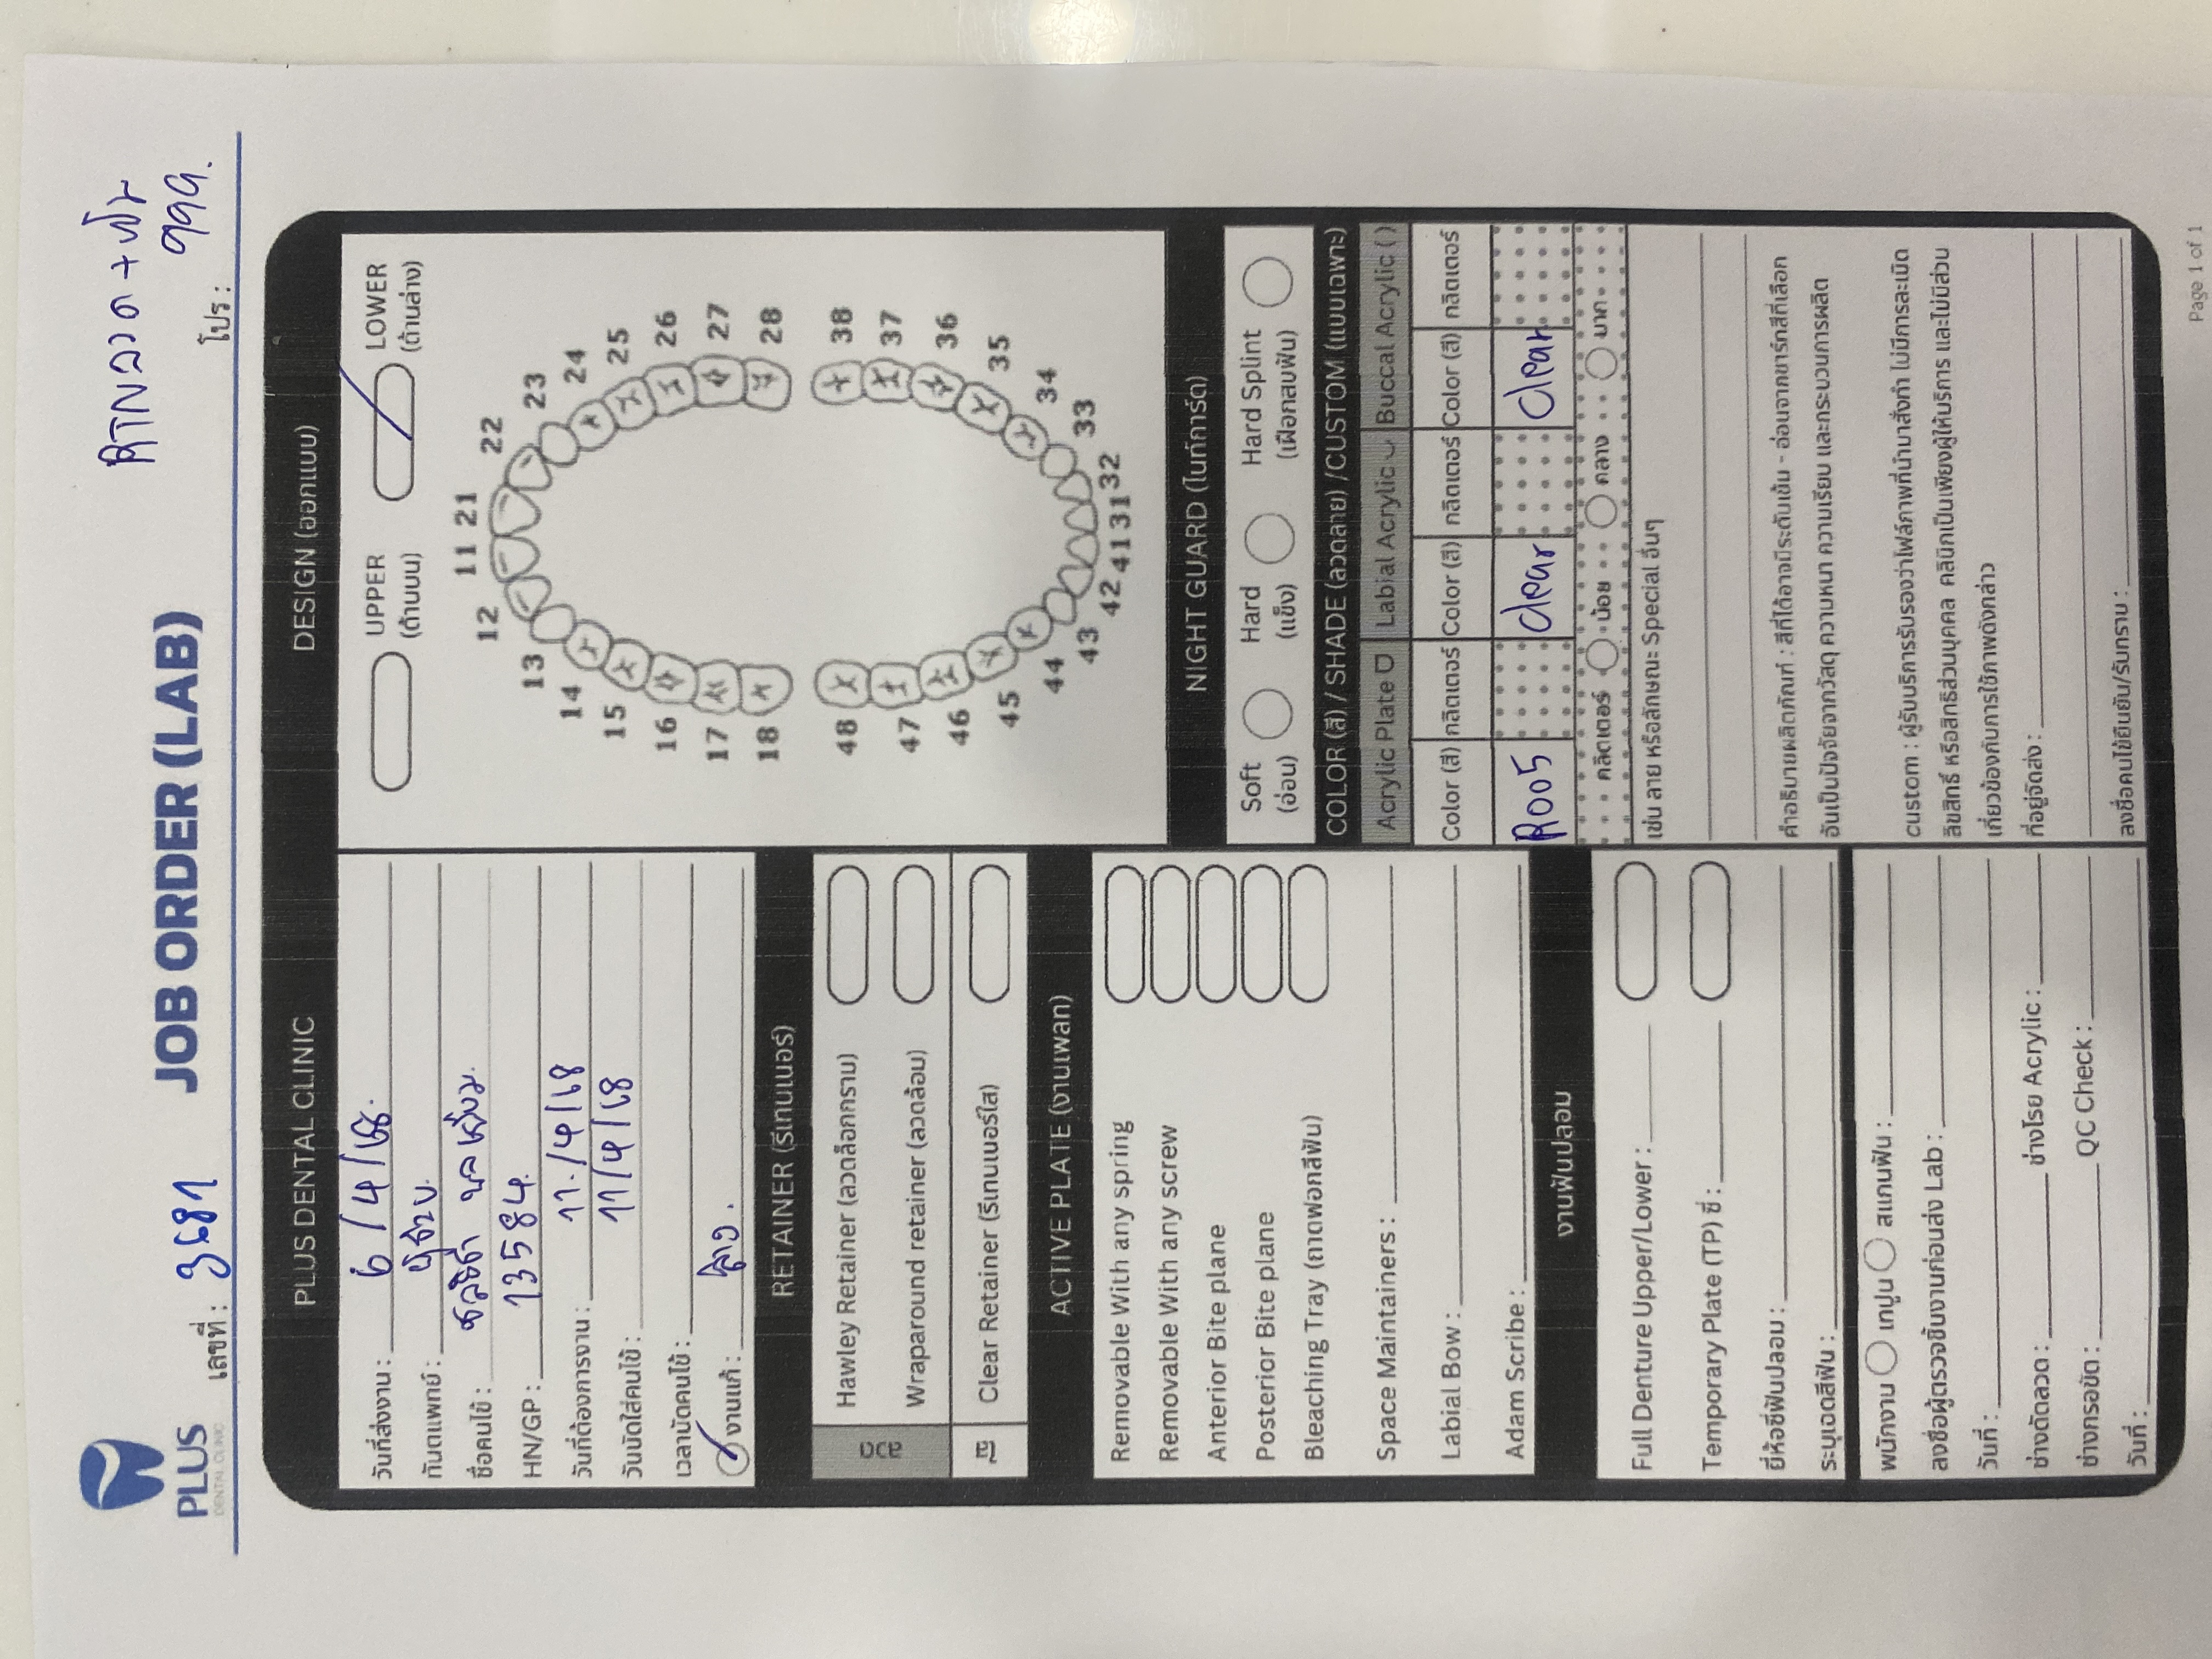 PLUS
DENTAL CLINIC
เลขที่ :
JOB ORDER (LAB)
RTN ลวด +
โปร : 999.
PLUS DENTAL CLINIC
วันที่ส่งงาน : 6/4/68.
ทันตแพทย์ :
ชื่อคนไข้ :
HN/GP : 13584.
วันที่ต้องการงาน : 11/4/68
วันนัดใส่คนไข้ : 11/4/68
เวลานัดคนไข้ :
งานแก้ : ล่าง.
RETAINER (รีเทนเนอร์)
ลวด
Hawley Retainer (ลวดล็อกกราม)
Wraparound retainer (ลวดล้อม)
ใส
Clear Retainer (รีเทนเนอร์ใส)
ACTIVE PLATE (งานเพลท)
Removable With any spring
Removable With any screw
Anterior Bite plane
Posterior Bite plane
Bleaching Tray (ถาดฟอกสีฟัน)
Space Maintainers :
Labial Bow :
Adam Scribe :
งานฟันปลอม
Full Denture Upper/Lower :
Temporary Plate (TP) ซี่ :
ยี่ห้อซี่ฟันปลอม :
ระบุเฉดสีฟัน :
พนักงาน เทปูน สแกนฟัน :
ลงชื่อผู้ตรวจชิ้นงานก่อนส่ง Lab :
วันที่ :
ช่างดัดลวด : ช่างโรย Acrylic :
ช่างกรอขัด : QC Check :
วันที่ :
DESIGN (ออกแบบ)
UPPER
(ด้านบน)
LOWER
(ด้านล่าง)
18 17 16 15 14 13 12 11 21 22 23 24 25 26 27 28
48 47 46 45 44 43 42 41 31 32 33 34 35 36 37 38
NIGHT GUARD (ไนท์การ์ด)
Soft
(อ่อน)
Hard
(แข็ง)
Hard Splint
(เฝือกสบฟัน)
COLOR (สี) / SHADE (ลวดลาย) /CUSTOM (แบบเฉพาะ)
Acrylic Plate Labial Acrylic Buccal Acrylic ( )
Color (สี) กลิตเตอร์ Color (สี) กลิตเตอร์ Color (สี) กลิตเตอร์
R005 clear clear
กลิตเตอร์ น้อย กลาง มาก
เช่น ลาย หรือลักษณะ Special อื่นๆ
คำอธิบายผลิตภัณฑ์ : สีที่ได้อาจมีระดับเข้ม - อ่อนจากชาร์ทสีที่เลือก
อันเป็นปัจจัยจากวัสดุ ความหนา ความเรียบ และกระบวนการผลิต
custom : ผู้รับบริการรับรองว่าไฟล์ภาพที่นำมาสั่งทำ ไม่มีการละเมิด
ลิขสิทธิ์ หรือสิทธิส่วนบุคคล คลินิกเป็นเพียงผู้ให้บริการ และไม่มีส่วน
เกี่ยวข้องกับการใช้ภาพดังกล่าว
ที่อยู่จัดส่ง :
ลงชื่อคนไข้ยืนยัน/รับทราบ :
Page 1 of 1